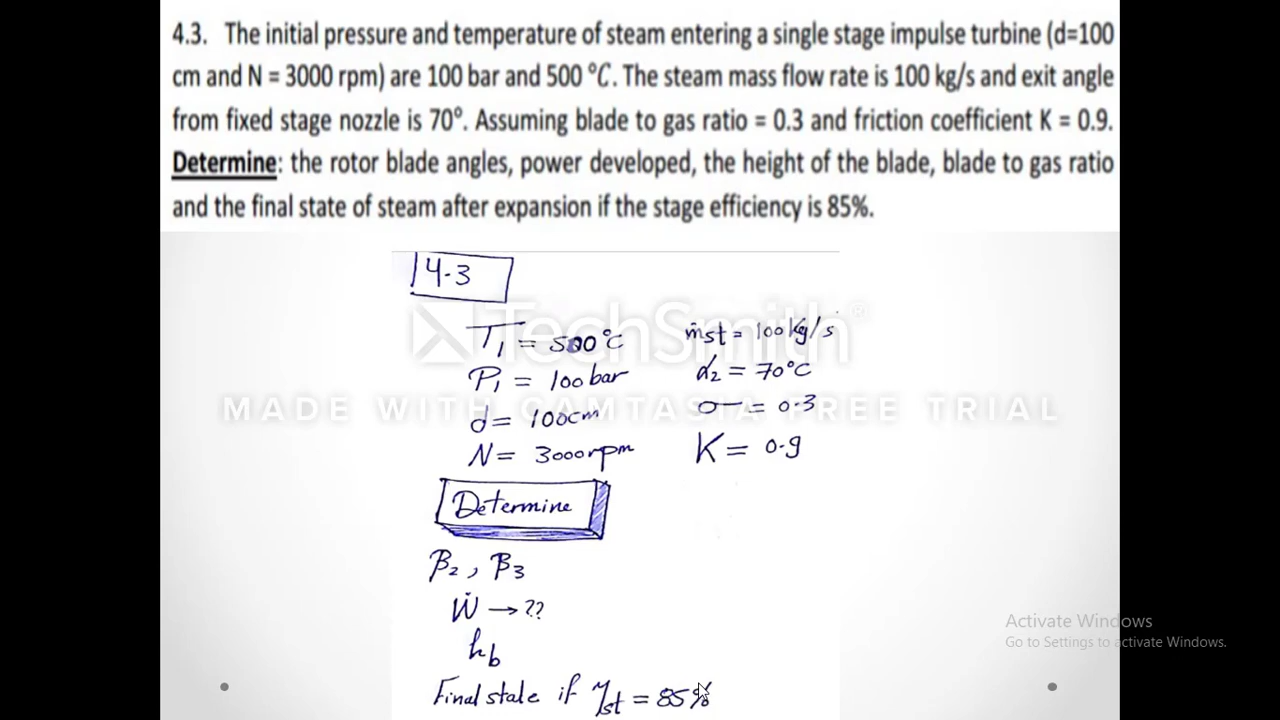 4.3. The initial pressure and temperature of steam entering a single stage impulse turbine (d=100
cm and N = 3000 rpm) are 100 bar and 500 °C. The steam mass flow rate is 100 kg/s and exit angle
from fixed stage nozzle is 70°. Assuming blade to gas ratio = 0.3 and friction coefficient K = 0.9.
Determine: the rotor blade angles, power developed, the height of the blade, blade to gas ratio
and the final state of steam after expansion if the stage efficiency is 85%.
4.3
TechSmith®
T₁ = 500°C
ṁst = 100kg/s
P₁ = 100bar
α₂ = 70°C
MADE WITH CAMTASIA FREE TRIAL
d = 100cm
σ = 0.3
N = 3000rpm
K = 0.9
Determine
β₂, β₃
Ẇ → ??
hb
Final state if ηst = 85%
Activate Windows
Go to Settings to activate Windows.